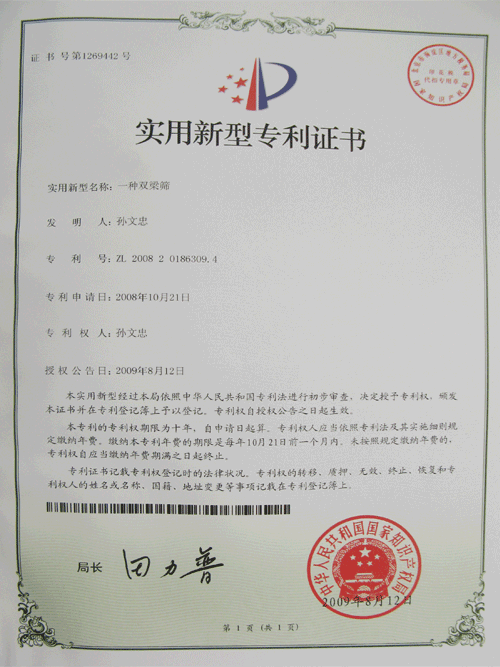 证 书 号 第1269442 号
实用新型专利证书
实用新型名称：一种双梁筛
发 明 人：孙文忠
专 利 号：ZL 2008 2 0186309.4
专利申请日：2008年10月21日
专 利 权 人：孙文忠
授权公告日：2009年8月12日
本实用新型经过本局依照中华人民共和国专利法进行初步审查，决定授予专利权，颁发
本证书并在专利登记簿上予以登记。专利权自授权公告之日起生效。
本专利的专利权期限为十年，自申请日起算。专利权人应当依照专利法及其实施细则规
定缴纳年费。缴纳本专利年费的期限是每年10月21日前一个月内。未按照规定缴纳年费的，
专利权自应当缴纳年费期满之日起终止。
专利证书记载专利权登记时的法律状况。专利权的转移、质押、无效、终止、恢复和专
利权人的姓名或名称、国籍、地址变更等事项记载在专利登记簿上。
局长 田力普
中华人民共和国国家知识产权局
2009年8月12日
第 1 页（共 1 页）